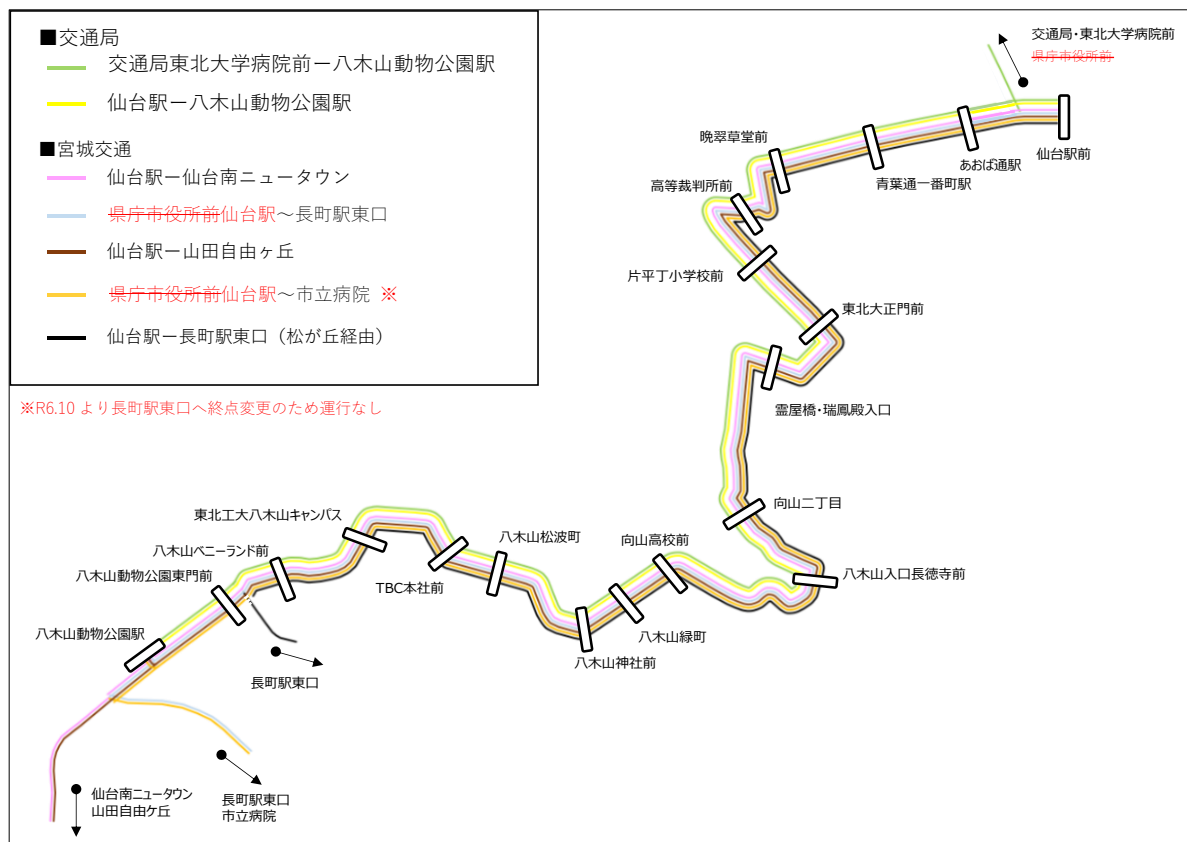 ■交通局
交通局東北大学病院前ー八木山動物公園駅
仙台駅ー八木山動物公園駅
■宮城交通
仙台駅ー仙台南ニュータウン
県庁市役所前仙台駅～長町駅東口
仙台駅ー山田自由ヶ丘
県庁市役所前仙台駅～市立病院 ※
仙台駅ー長町駅東口（松が丘経由）
※R6.10 より長町駅東口へ終点変更のため運行なし
交通局・東北大学病院前
県庁市役所前
仙台駅前
あおば通駅
青葉通一番町駅
晩翠草堂前
高等裁判所前
片平丁小学校前
東北大正門前
霊屋橋・瑞鳳殿入口
向山二丁目
八木山入口長徳寺前
向山高校前
八木山緑町
八木山神社前
八木山松波町
TBC本社前
東北工大八木山キャンパス
八木山ベニーランド前
八木山動物公園東門前
八木山動物公園駅
長町駅東口
長町駅東口
市立病院
仙台南ニュータウン
山田自由ケ丘